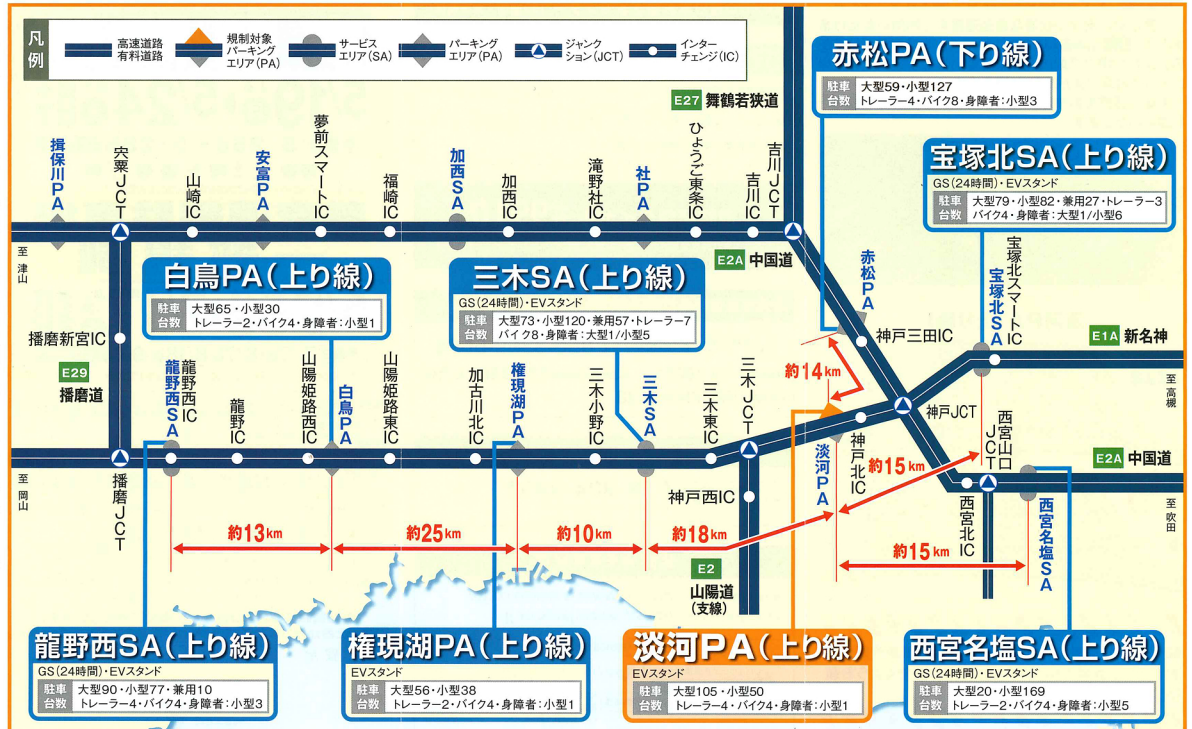 凡例
高速道路
有料道路
規制対象
パーキング
エリア(PA)
サービス
エリア(SA)
パーキング
エリア(PA)
ジャンク
ション(JCT)
インター
チェンジ(IC)
赤松PA(下り線)
駐車台数
大型59・小型127
トレーラー4・バイク8・身障者:小型3
宝塚北SA(上り線)
GS(24時間)・EVスタンド
駐車台数
大型79・小型82・兼用27・トレーラー3
バイク4・身障者:大型1/小型6
E27 舞鶴若狭道
揖保川PA
宍粟JCT
山崎IC
安富PA
夢前スマートIC
福崎IC
加西SA
加西IC
滝野社IC
社PA
ひょうご東条IC
吉川IC
吉川JCT
至 津山
E2A 中国道
白鳥PA(上り線)
駐車台数
大型65・小型30
トレーラー2・バイク4・身障者:小型1
三木SA(上り線)
GS(24時間)・EVスタンド
駐車台数
大型73・小型120・兼用57・トレーラー7
バイク8・身障者:大型1/小型5
赤松PA
神戸三田IC
宝塚北SA
宝塚北スマートIC
E1A 新名神
至 高槻
播磨新宮IC
E29
播磨道
龍野西SA
龍野西IC
龍野IC
山陽姫路西IC
白鳥PA
山陽姫路東IC
加古川北IC
権現湖PA
三木小野IC
三木SA
三木東IC
三木JCT
約14km
淡河PA
神戸北IC
神戸JCT
約15km
西宮山口JCT
E2A 中国道
至 岡山
播磨JCT
神戸西IC
西宮北IC
西宮名塩SA
至 吹田
約13km
約25km
約10km
約18km
約15km
E2
山陽道
(支線)
龍野西SA(上り線)
GS(24時間)・EVスタンド
駐車台数
大型90・小型77・兼用10
トレーラー4・バイク4・身障者:小型3
権現湖PA(上り線)
EVスタンド
駐車台数
大型56・小型38
トレーラー2・バイク4・身障者:小型1
淡河PA(上り線)
EVスタンド
駐車台数
大型105・小型50
トレーラー4・バイク4・身障者:小型1
西宮名塩SA(上り線)
GS(24時間)・EVスタンド
駐車台数
大型20・小型169
トレーラー2・バイク4・身障者:小型5